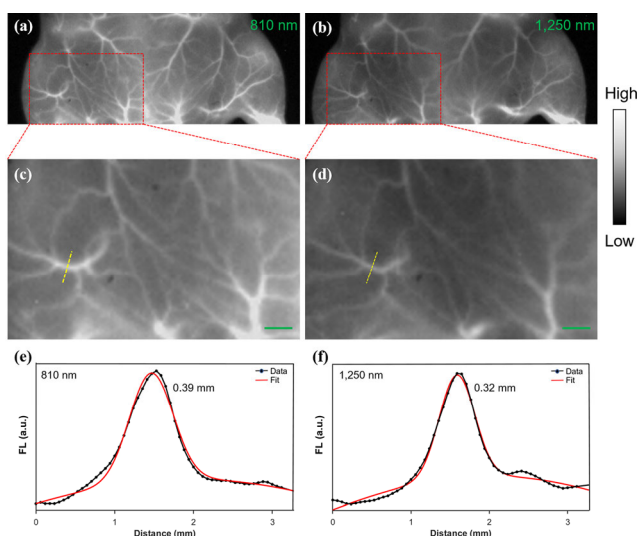 (a)
810 nm
(b)
1,250 nm
High
Low
(c)
(d)
(e)
810 nm
0.39 mm
Data
Fit
FL (a.u.)
0
1
2
3
Distance (mm)
(f)
1,250 nm
0.32 mm
Data
Fit
FL (a.u.)
0
1
2
3
Distance (mm)